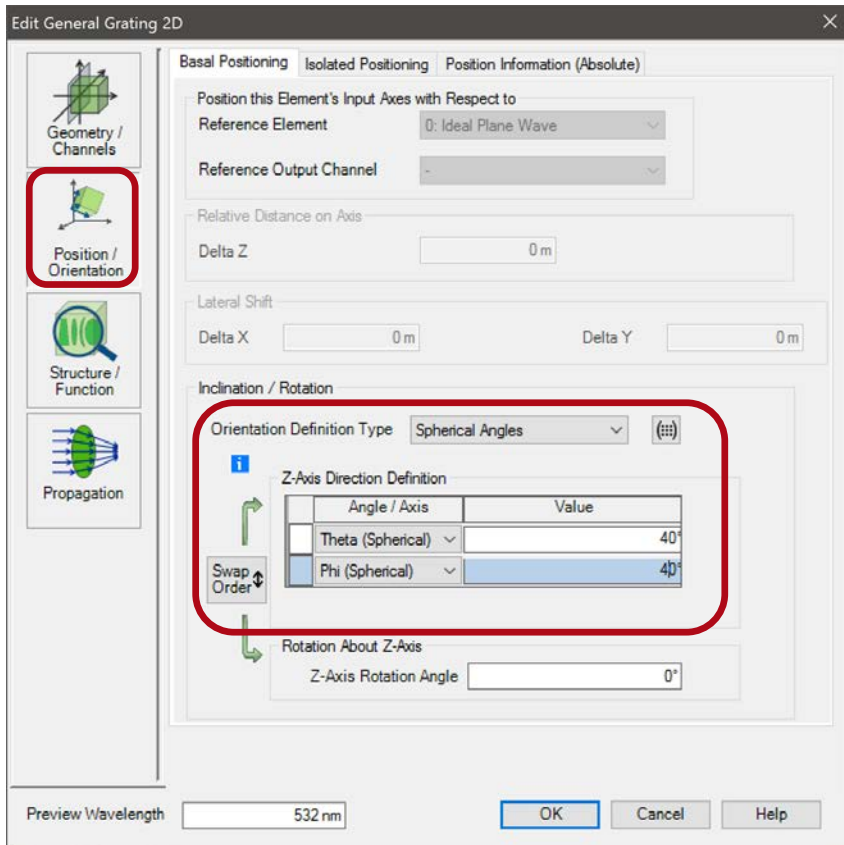 Edit General Grating 2D
Geometry /
Channels
Position /
Orientation
Structure /
Function
Propagation
Basal Positioning Isolated Positioning Position Information (Absolute)
Position this Element's Input Axes with Respect to
Reference Element 0: Ideal Plane Wave
Reference Output Channel -
Relative Distance on Axis
Delta Z 0 m
Lateral Shift
Delta X 0 m Delta Y 0 m
Inclination / Rotation
Orientation Definition Type Spherical Angles
i
Z-Axis Direction Definition
Angle / Axis Value
Theta (Spherical) 40°
Phi (Spherical) 40°
Swap
Order
Rotation About Z-Axis
Z-Axis Rotation Angle 0°
Preview Wavelength 532 nm OK Cancel Help